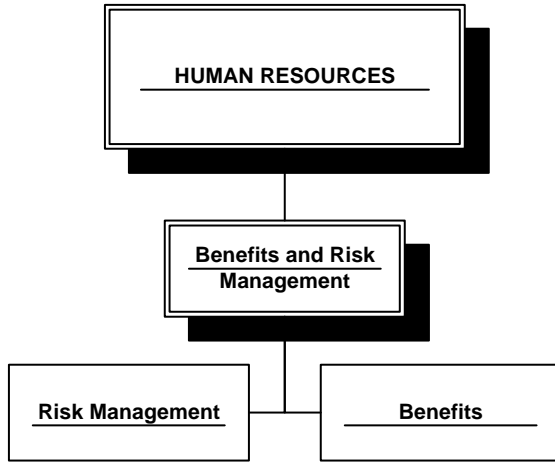 HUMAN RESOURCES
Benefits and Risk
Management
Risk Management
Benefits